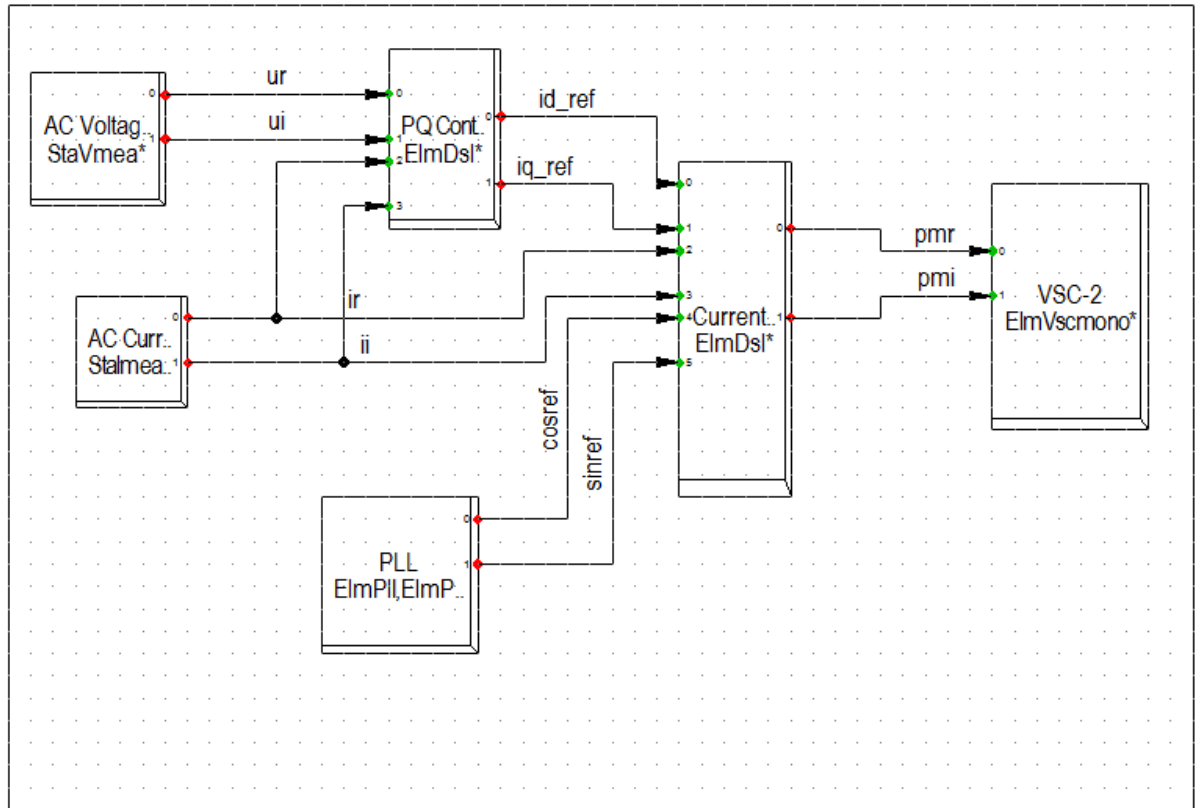 ur
ui
0
1
AC Voltag..
StaVmea*
0
1
2
3
PQ Cont..
ElmDsl*
0
1
id_ref
iq_ref
0
1
2
3
4
5
Current..
ElmDsl*
0
1
pmr
pmi
0
1
VSC-2
ElmVscmono*
ir
ii
0
1
AC Curr..
StaImea..
cosref
sinref
0
1
PLL
ElmPll,ElmP..